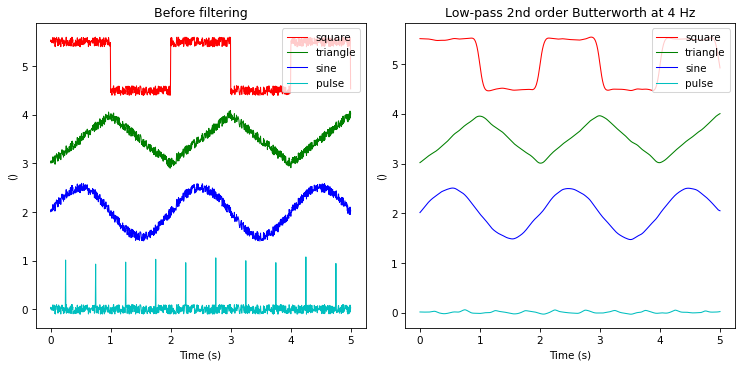 Before filtering
square
triangle
sine
pulse
5
4
3
2
1
0
()
0 1 2 3 4 5
Time (s)
Low-pass 2nd order Butterworth at 4 Hz
square
triangle
sine
pulse
5
4
3
2
1
0
()
0 1 2 3 4 5
Time (s)